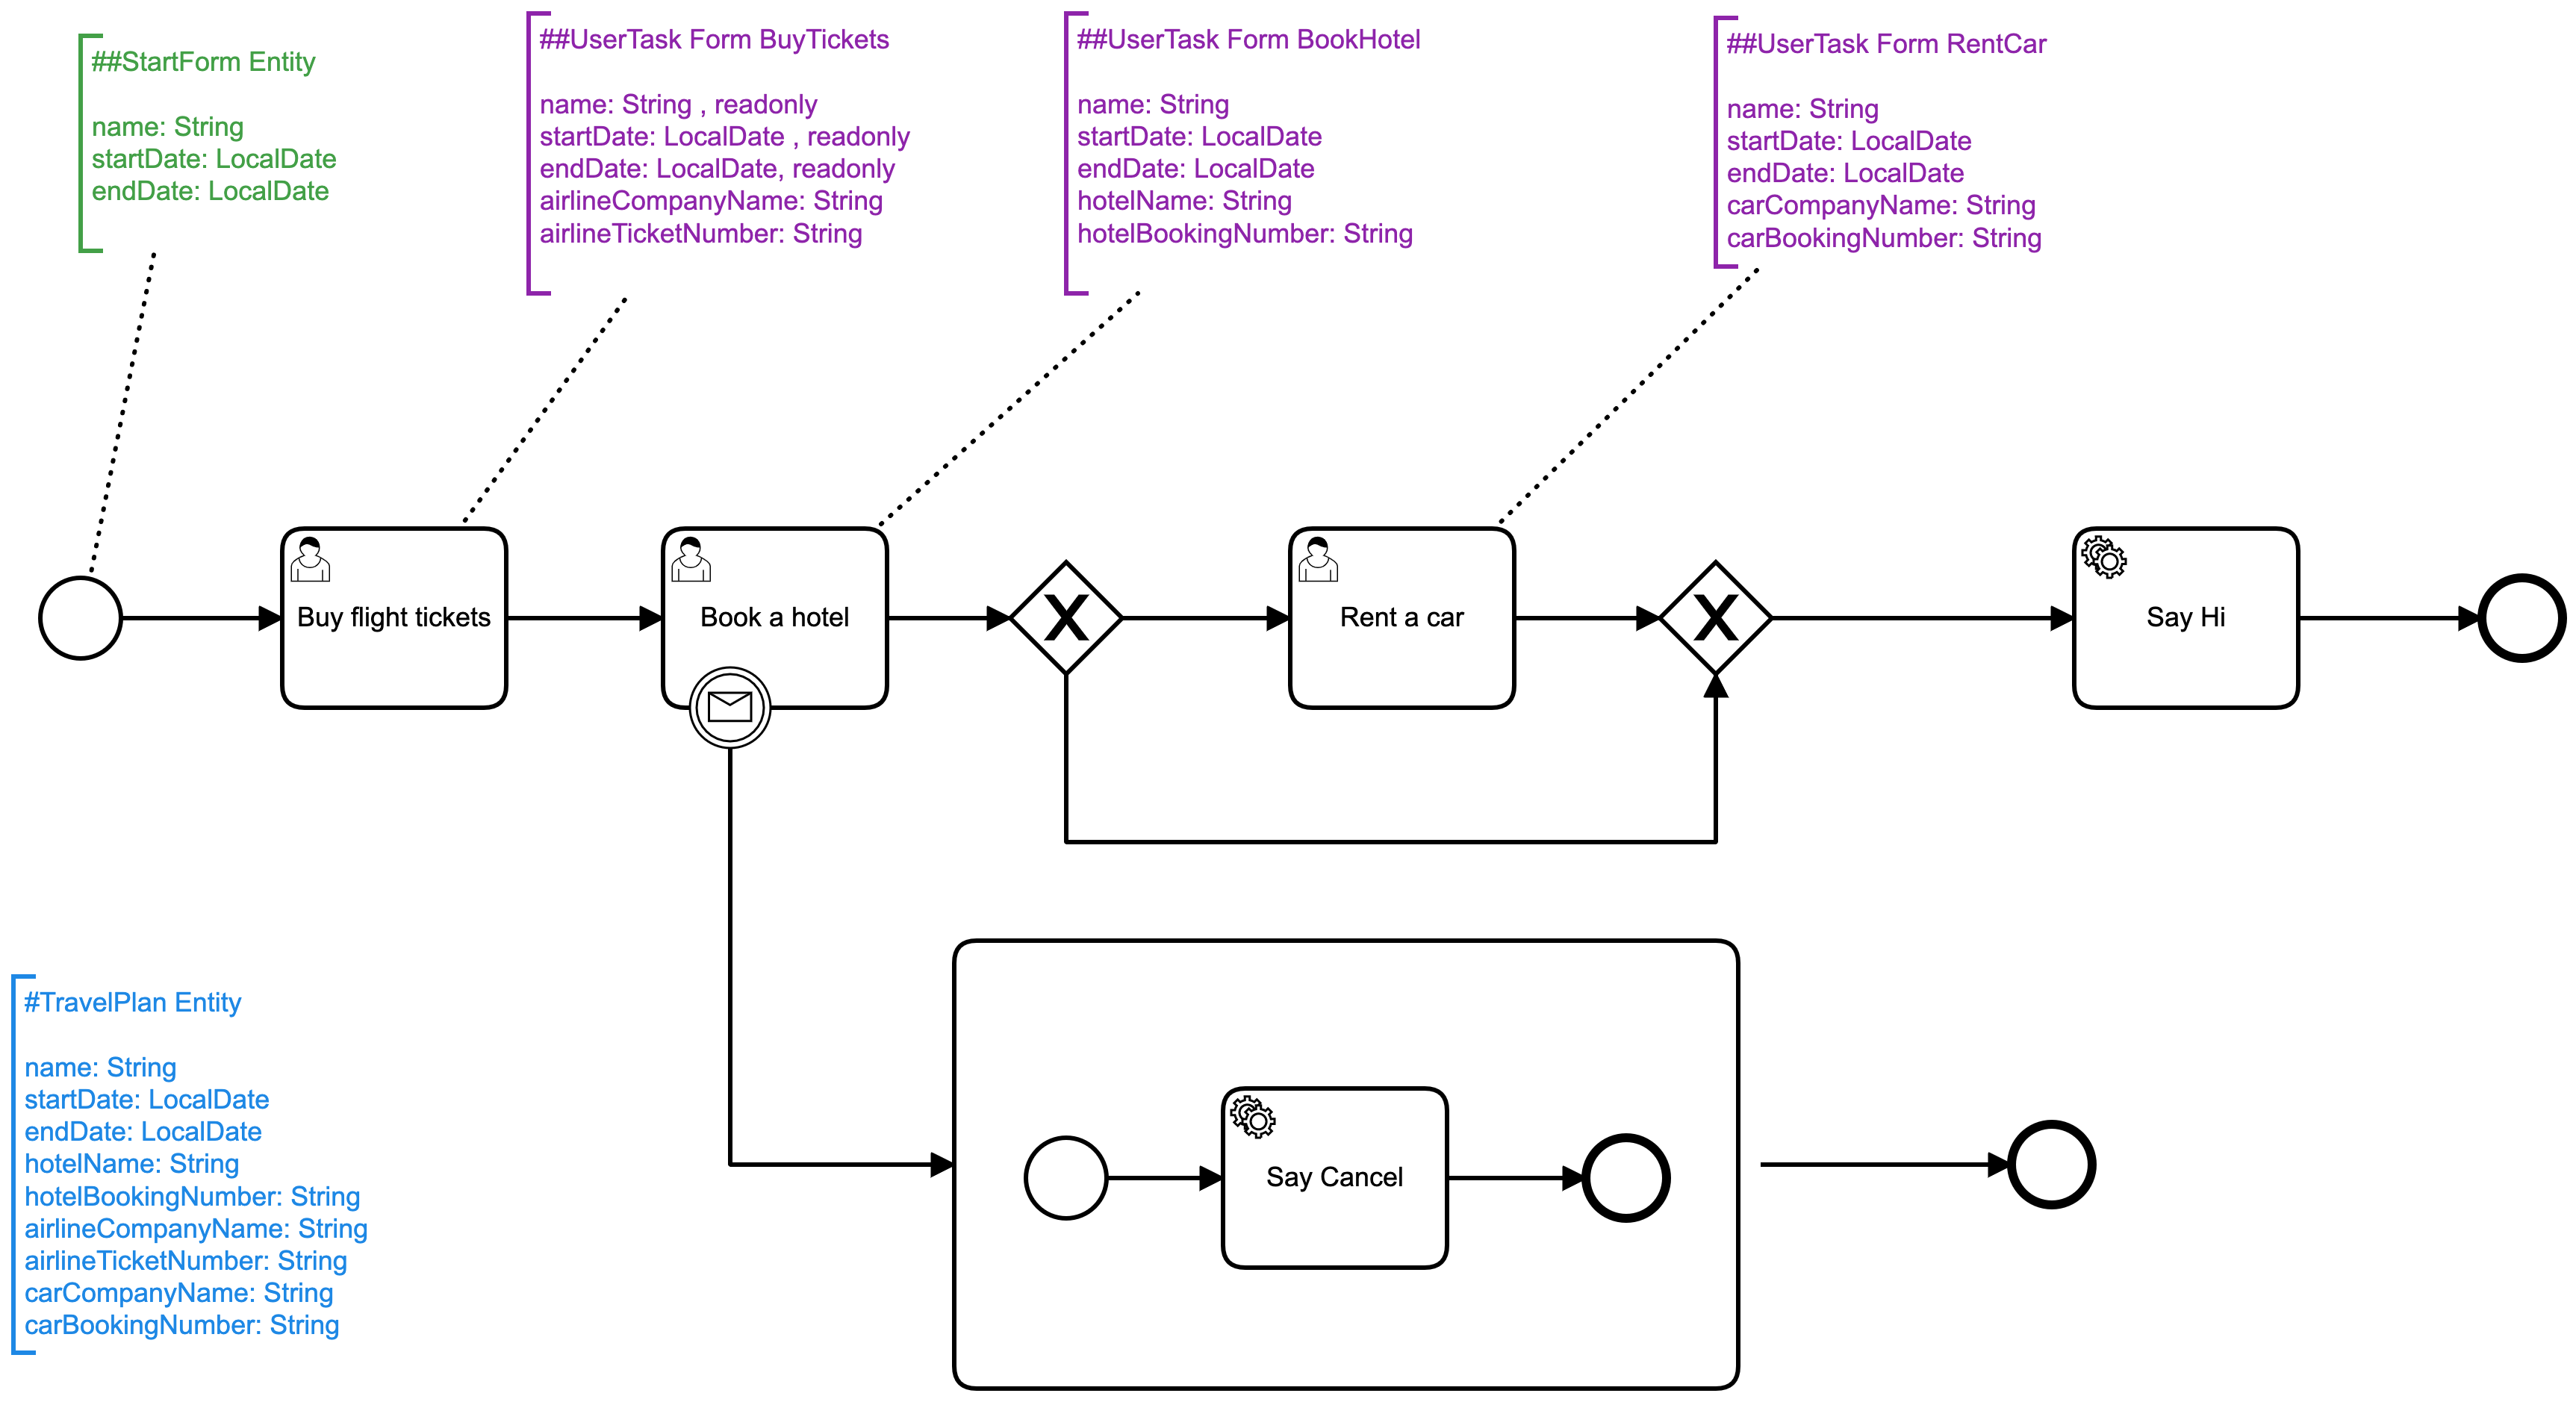 ##StartForm Entity
name: String
startDate: LocalDate
endDate: LocalDate
##UserTask Form BuyTickets
name: String , readonly
startDate: LocalDate , readonly
endDate: LocalDate, readonly
airlineCompanyName: String
airlineTicketNumber: String
##UserTask Form BookHotel
name: String
startDate: LocalDate
endDate: LocalDate
hotelName: String
hotelBookingNumber: String
##UserTask Form RentCar
name: String
startDate: LocalDate
endDate: LocalDate
carCompanyName: String
carBookingNumber: String
Buy flight tickets
Book a hotel
Rent a car
Say Hi
#TravelPlan Entity
name: String
startDate: LocalDate
endDate: LocalDate
hotelName: String
hotelBookingNumber: String
airlineCompanyName: String
airlineTicketNumber: String
carCompanyName: String
carBookingNumber: String
Say Cancel